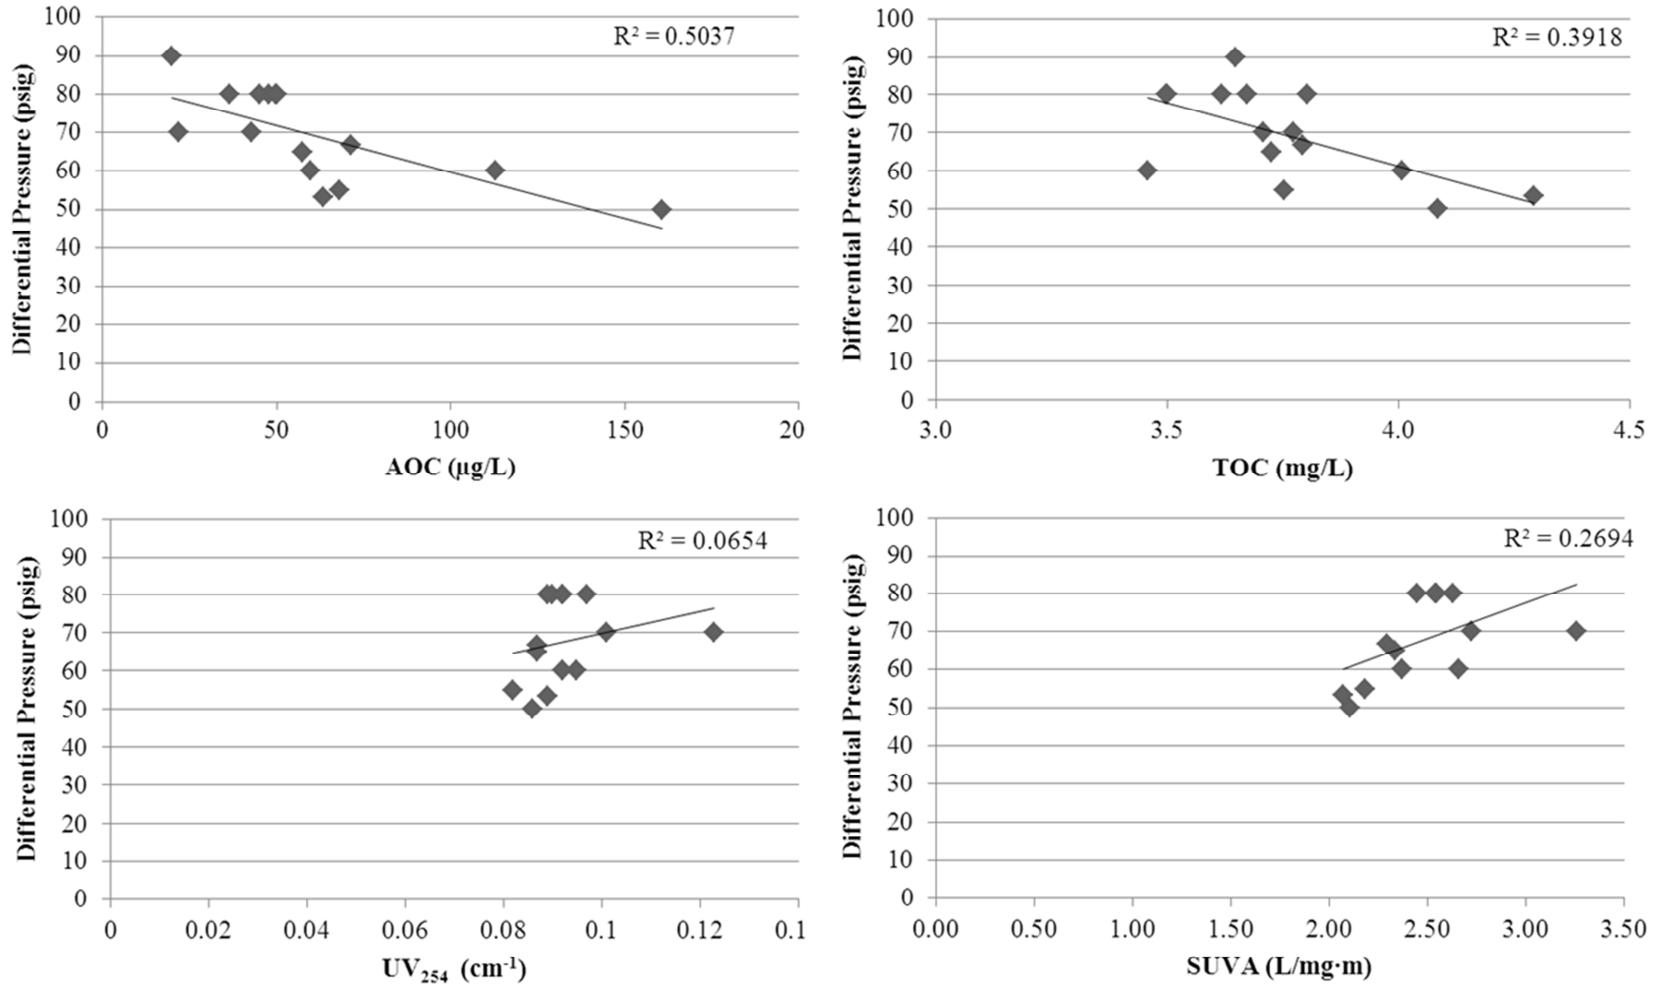 Differential Pressure (psig)
100
90
80
70
60
50
40
30
20
10
0
R² = 0.5037
0 50 100 150 20
AOC (µg/L)
Differential Pressure (psig)
100
90
80
70
60
50
40
30
20
10
0
R² = 0.3918
3.0 3.5 4.0 4.5
TOC (mg/L)
Differential Pressure (psig)
100
90
80
70
60
50
40
30
20
10
0
R² = 0.0654
0 0.02 0.04 0.06 0.08 0.1 0.12 0.1
UV₂₅₄ (cm⁻¹)
Differential Pressure (psig)
100
90
80
70
60
50
40
30
20
10
0
R² = 0.2694
0.00 0.50 1.00 1.50 2.00 2.50 3.00 3.50
SUVA (L/mg·m)